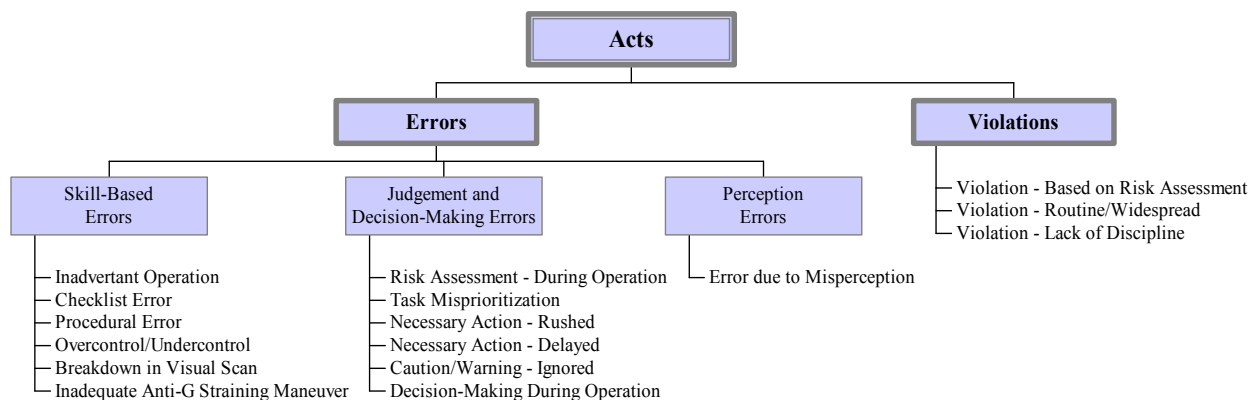 Acts
Errors
Violations
Skill-Based
Errors
Judgement and
Decision-Making Errors
Perception
Errors
Violation - Based on Risk Assessment
Violation - Routine/Widespread
Violation - Lack of Discipline
Inadvertant Operation
Checklist Error
Procedural Error
Overcontrol/Undercontrol
Breakdown in Visual Scan
Inadequate Anti-G Straining Maneuver
Risk Assessment - During Operation
Task Misprioritization
Necessary Action - Rushed
Necessary Action - Delayed
Caution/Warning - Ignored
Decision-Making During Operation
Error due to Misperception